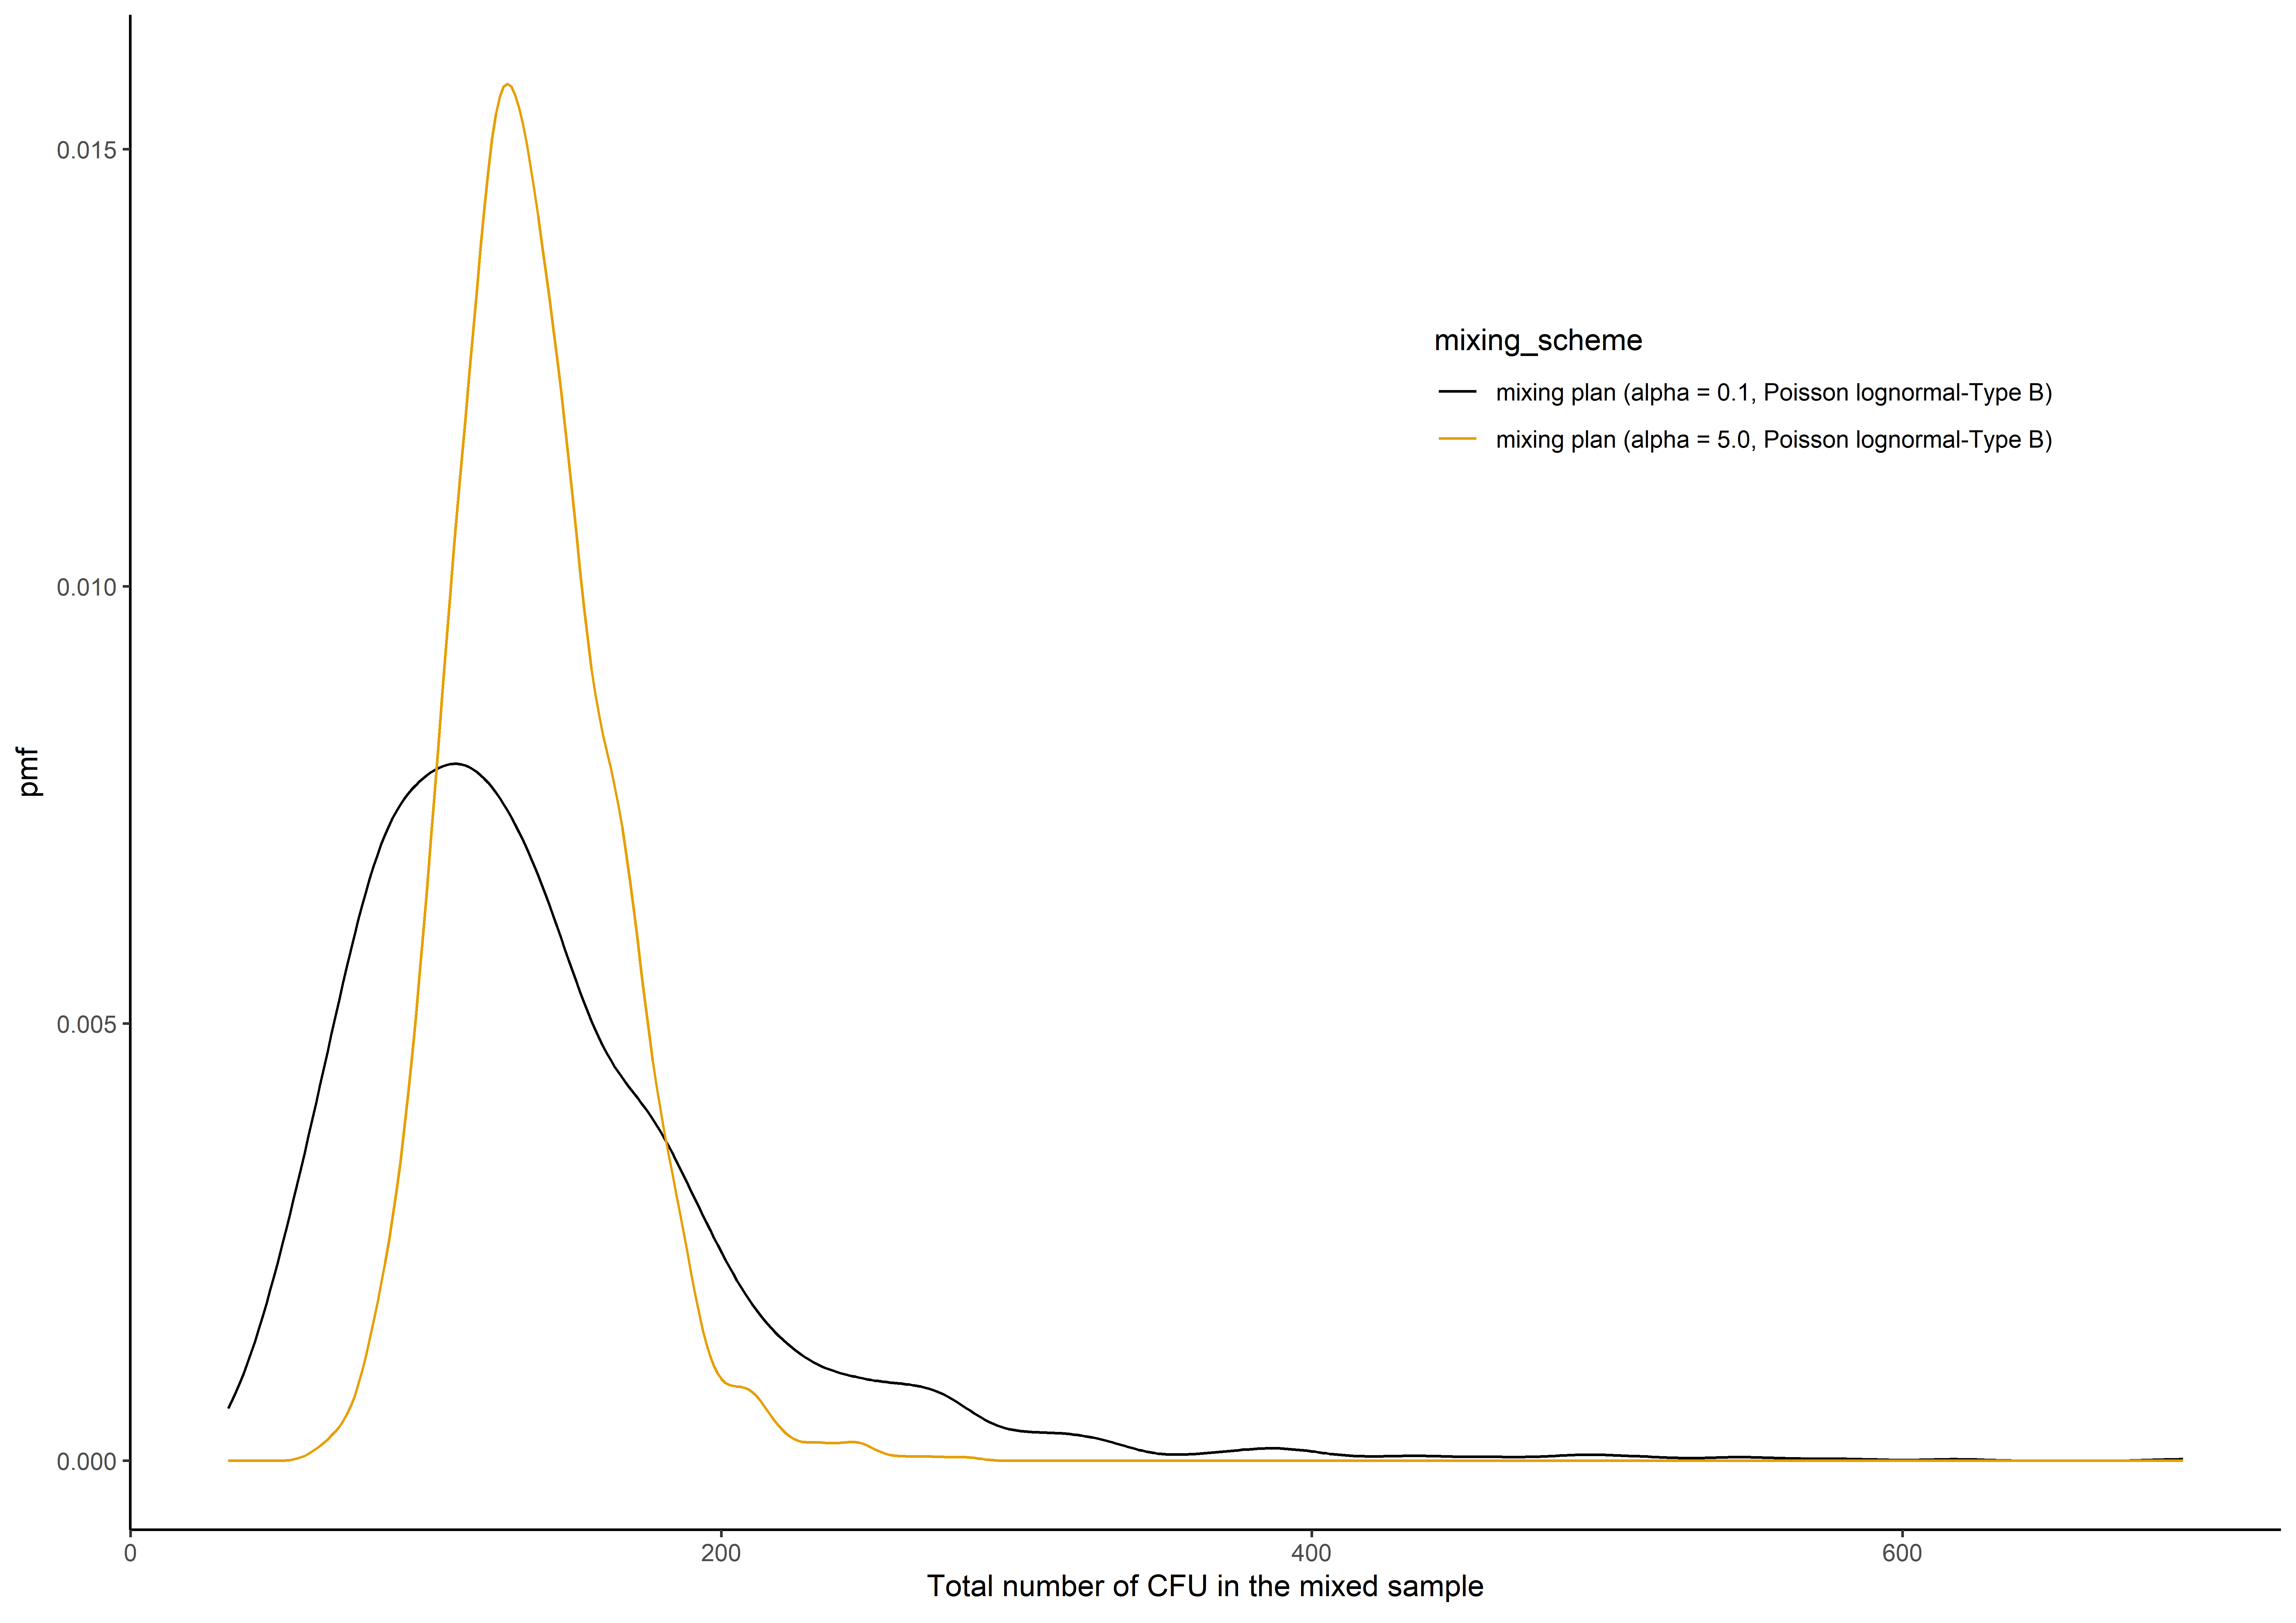 0.015
0.010
0.005
0.000
pmf
mixing_scheme
mixing plan (alpha = 0.1, Poisson lognormal-Type B)
mixing plan (alpha = 5.0, Poisson lognormal-Type B)
0 200 400 600
Total number of CFU in the mixed sample